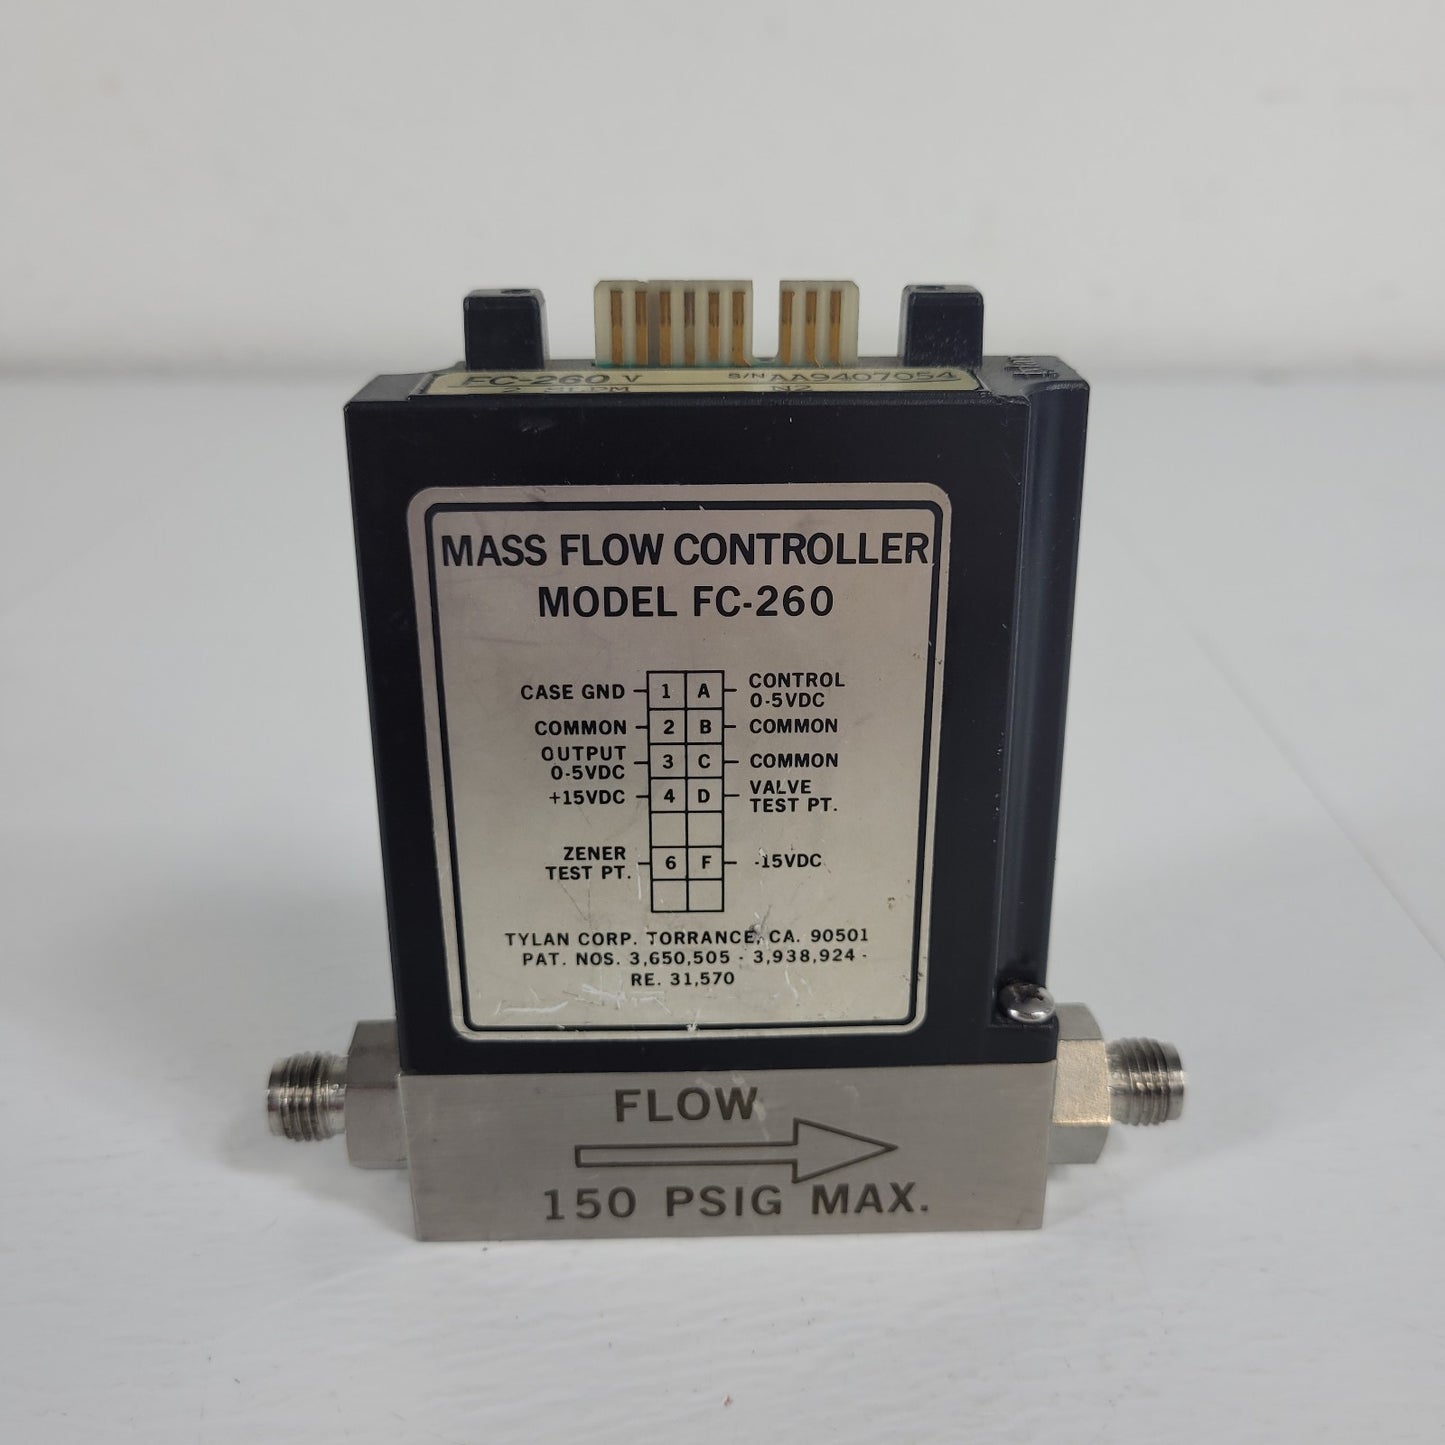 FC-260 V S/N AA9407054
N2
MASS FLOW CONTROLLER
MODEL FC-260
CASE GND 1 A CONTROL 0-5VDC
COMMON 2 B COMMON
OUTPUT 0-5VDC 3 C COMMON
+15VDC 4 D VALVE TEST PT.
ZENER TEST PT. 6 F -15VDC
TYLAN CORP. TORRANCE, CA. 90501
PAT. NOS. 3,650,505 - 3,938,924 -
RE. 31,570
FLOW
150 PSIG MAX.